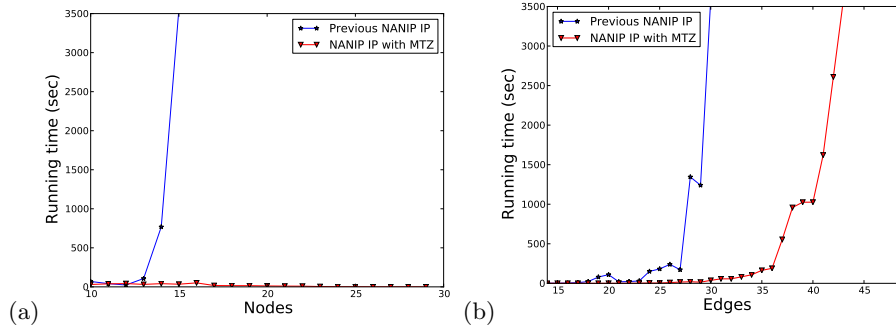 3500
3000
2500
2000
1500
1000
500
0
Running time (sec)
Previous NANIP IP
NANIP IP with MTZ
10
15
20
25
30
Nodes
(a)
3500
3000
2500
2000
1500
1000
500
0
Running time (sec)
Previous NANIP IP
NANIP IP with MTZ
15
20
25
30
35
40
45
Edges
(b)